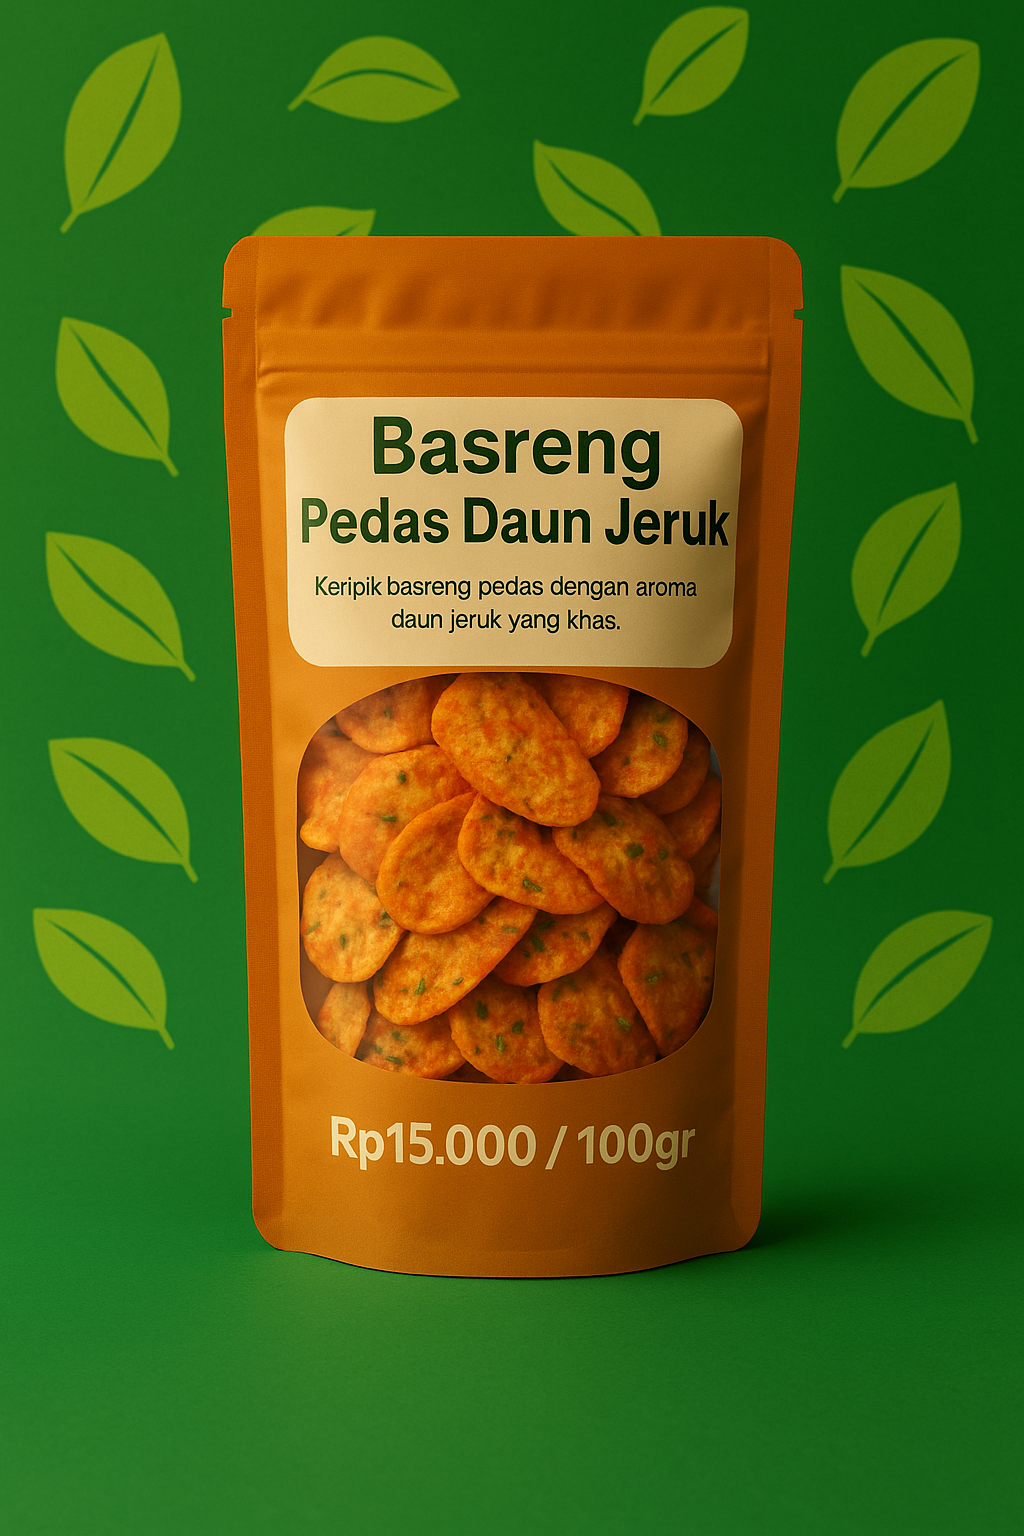 Basreng
Pedas Daun Jeruk
Keripik basreng pedas dengan aroma
daun jeruk yang khas.
Rp15.000 / 100gr